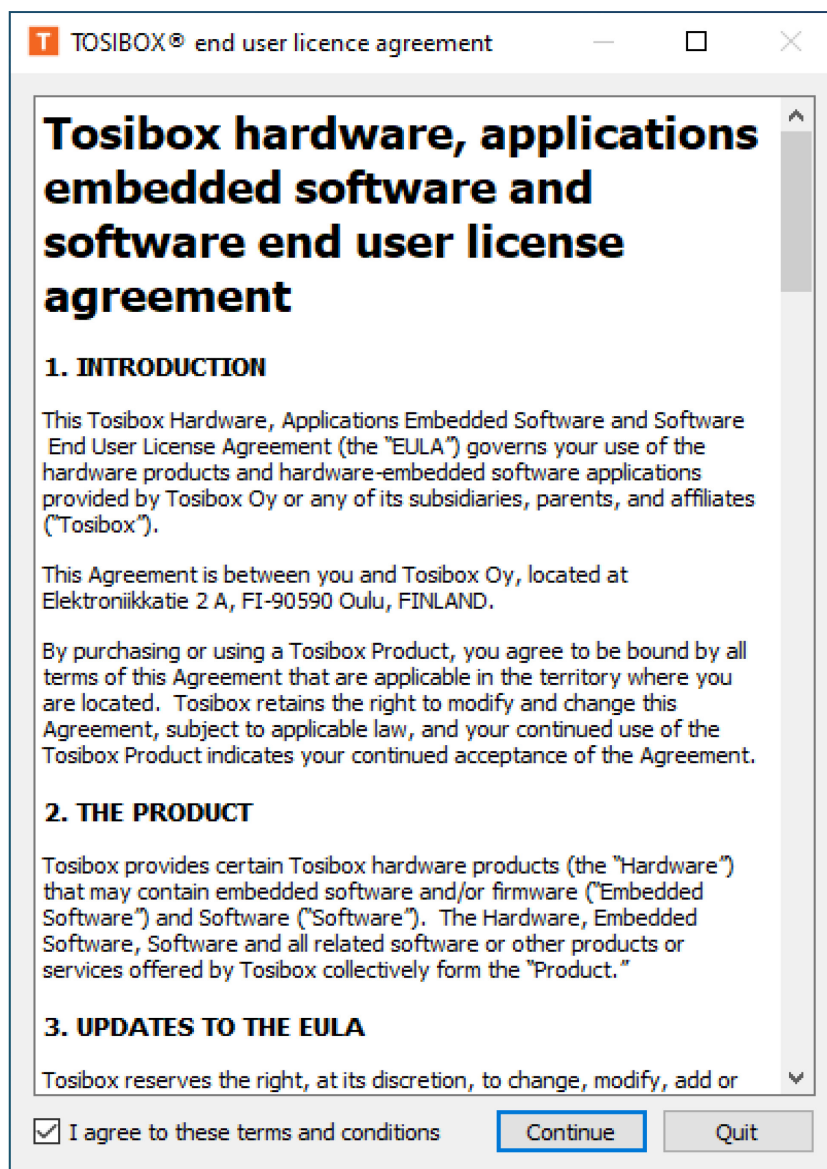 T TOSIBOX® end user licence agreement
Tosibox hardware, applications
embedded software and
software end user license
agreement
1. INTRODUCTION
This Tosibox Hardware, Applications Embedded Software and Software
End User License Agreement (the “EULA”) governs your use of the
hardware products and hardware-embedded software applications
provided by Tosibox Oy or any of its subsidiaries, parents, and affiliates
(“Tosibox”).
This Agreement is between you and Tosibox Oy, located at
Elektroniikkatie 2 A, FI-90590 Oulu, FINLAND.
By purchasing or using a Tosibox Product, you agree to be bound by all
terms of this Agreement that are applicable in the territory where you
are located.  Tosibox retains the right to modify and change this
Agreement, subject to applicable law, and your continued use of the
Tosibox Product indicates your continued acceptance of the Agreement.
2. THE PRODUCT
Tosibox provides certain Tosibox hardware products (the “Hardware”)
that may contain embedded software and/or firmware (“Embedded
Software”) and Software (“Software”).  The Hardware, Embedded
Software, Software and all related software or other products or
services offered by Tosibox collectively form the “Product.”
3. UPDATES TO THE EULA
Tosibox reserves the right, at its discretion, to change, modify, add or
I agree to these terms and conditions Continue Quit